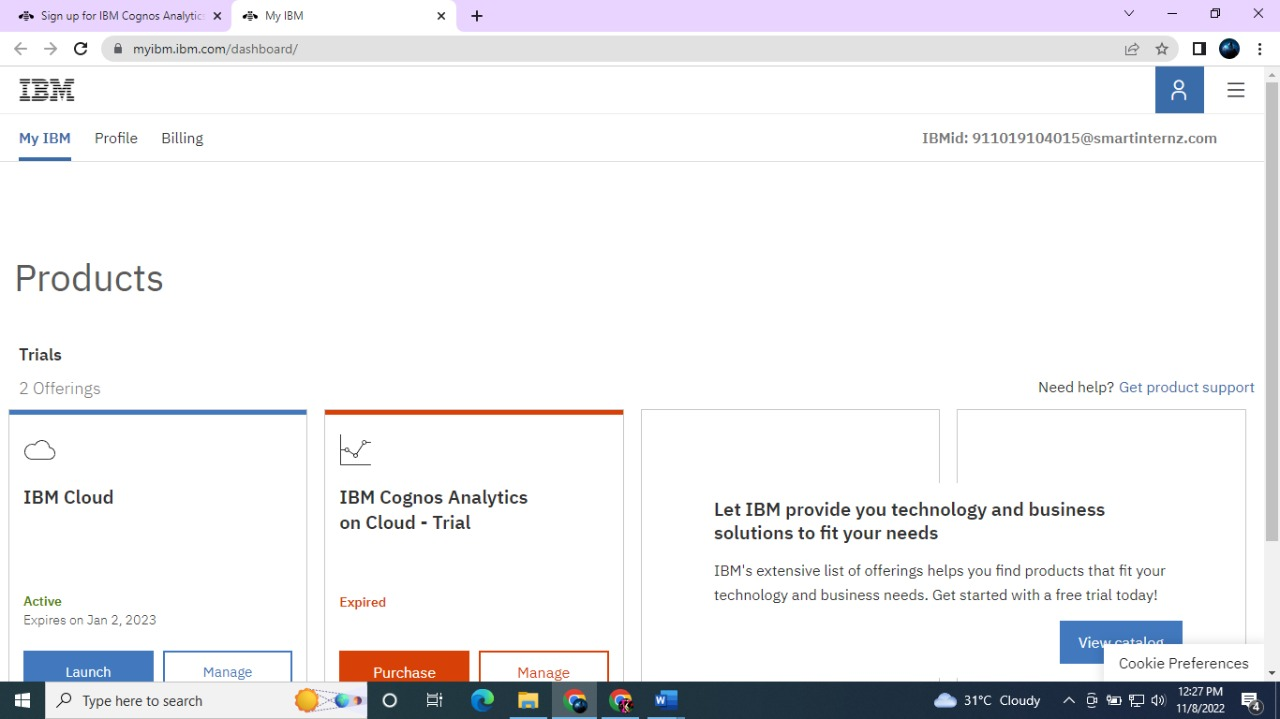 Sign up for IBM Cognos Analytics
My IBM
myibm.ibm.com/dashboard/
IBM
My IBM Profile Billing IBMid: 911019104015@smartinternz.com
Products
Trials
2 Offerings
Need help? Get product support
IBM Cloud
Active
Expires on Jan 2, 2023
Launch Manage
IBM Cognos Analytics
on Cloud - Trial
Expired
Purchase Manage
Let IBM provide you technology and business
solutions to fit your needs
IBM's extensive list of offerings helps you find products that fit your
technology and business needs. Get started with a free trial today!
View catalog
Cookie Preferences
Type here to search
31°C Cloudy
12:27 PM
11/8/2022
4